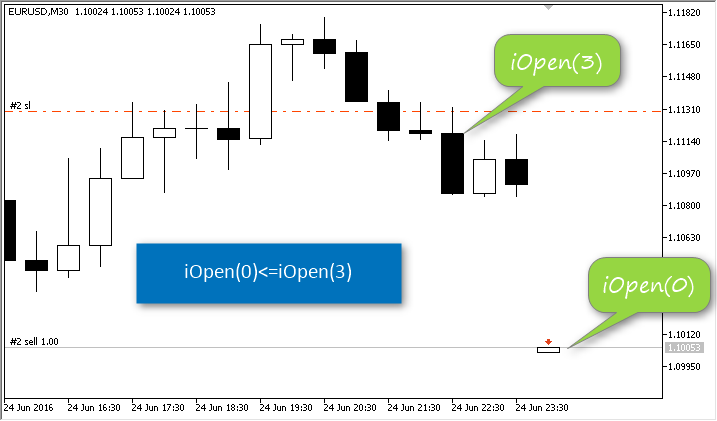 EURUSD,M30 1.10024 1.10053 1.10024 1.10053
1.11820
1.11650
iOpen(3)
1.11480
#2 sl
1.11310
1.11140
1.10970
1.10800
1.10630
iOpen(0)<=iOpen(3)
iOpen(0)
1.10120
#2 sell 1.00
1.10053
1.09950
24 Jun 2016 24 Jun 16:30 24 Jun 17:30 24 Jun 18:30 24 Jun 19:30 24 Jun 20:30 24 Jun 21:30 24 Jun 22:30 24 Jun 23:30